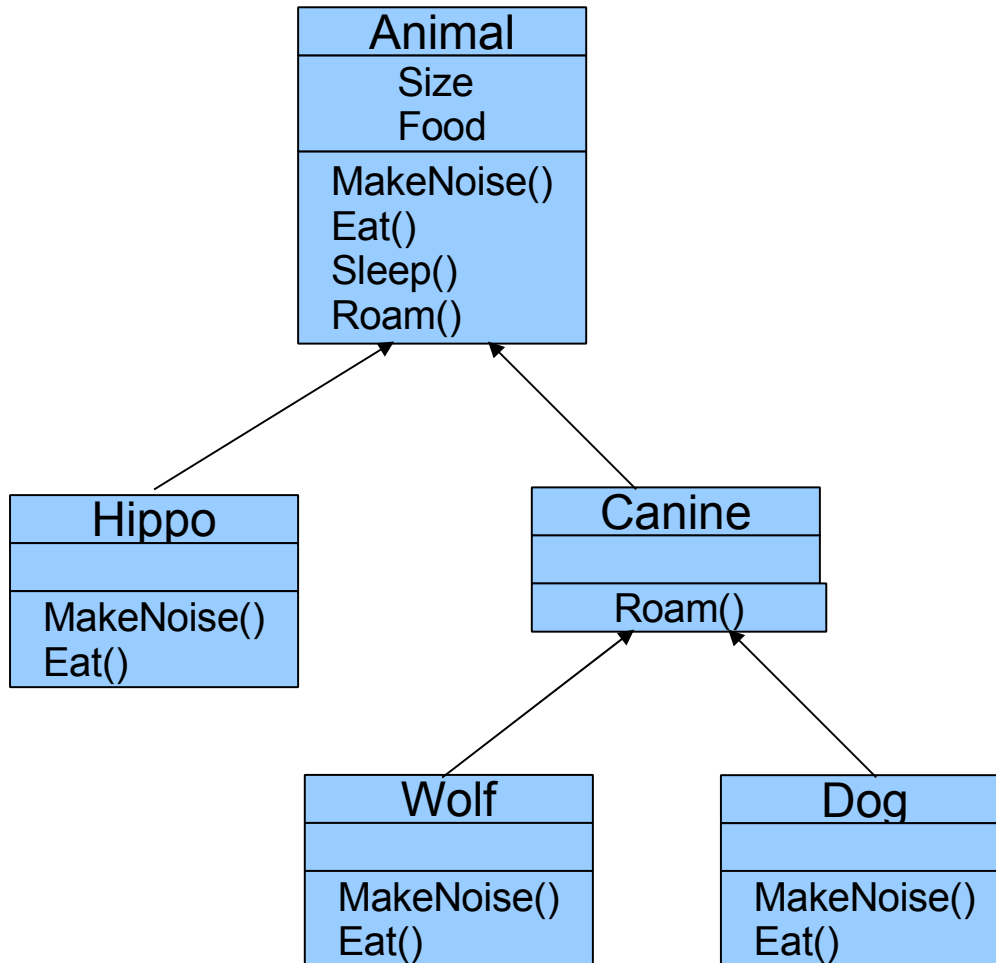 Animal
Size
Food
MakeNoise()
Eat()
Sleep()
Roam()
Hippo
MakeNoise()
Eat()
Canine
Roam()
Wolf
MakeNoise()
Eat()
Dog
MakeNoise()
Eat()